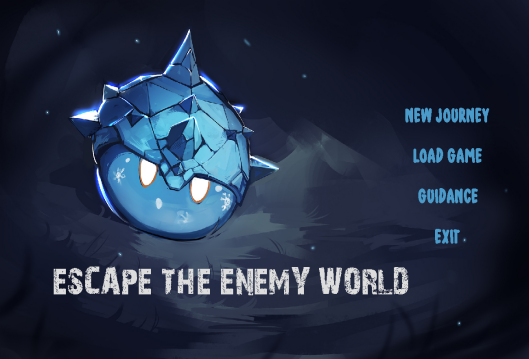 NEW JOURNEY
LOAD GAME
GUIDANCE
EXIT
ESCAPE THE ENEMY WORLD